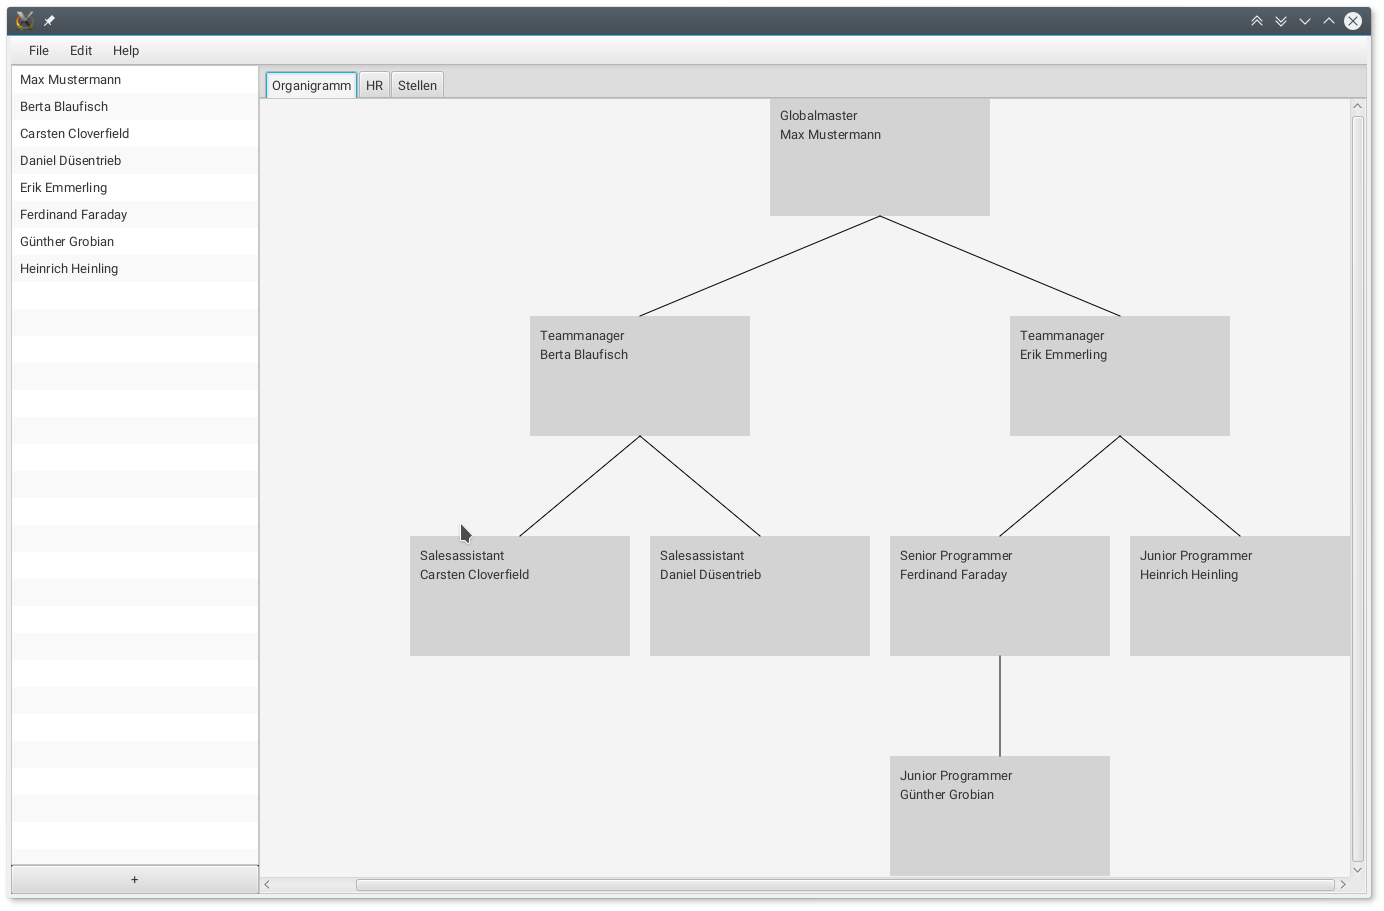 File Edit Help
Max Mustermann
Berta Blaufisch
Carsten Cloverfield
Daniel Düsentrieb
Erik Emmerling
Ferdinand Faraday
Günther Grobian
Heinrich Heinling
+
Organigramm HR Stellen
Globalmaster
Max Mustermann
Teammanager
Berta Blaufisch
Teammanager
Erik Emmerling
Salesassistant
Carsten Cloverfield
Salesassistant
Daniel Düsentrieb
Senior Programmer
Ferdinand Faraday
Junior Programmer
Heinrich Heinling
Junior Programmer
Günther Grobian